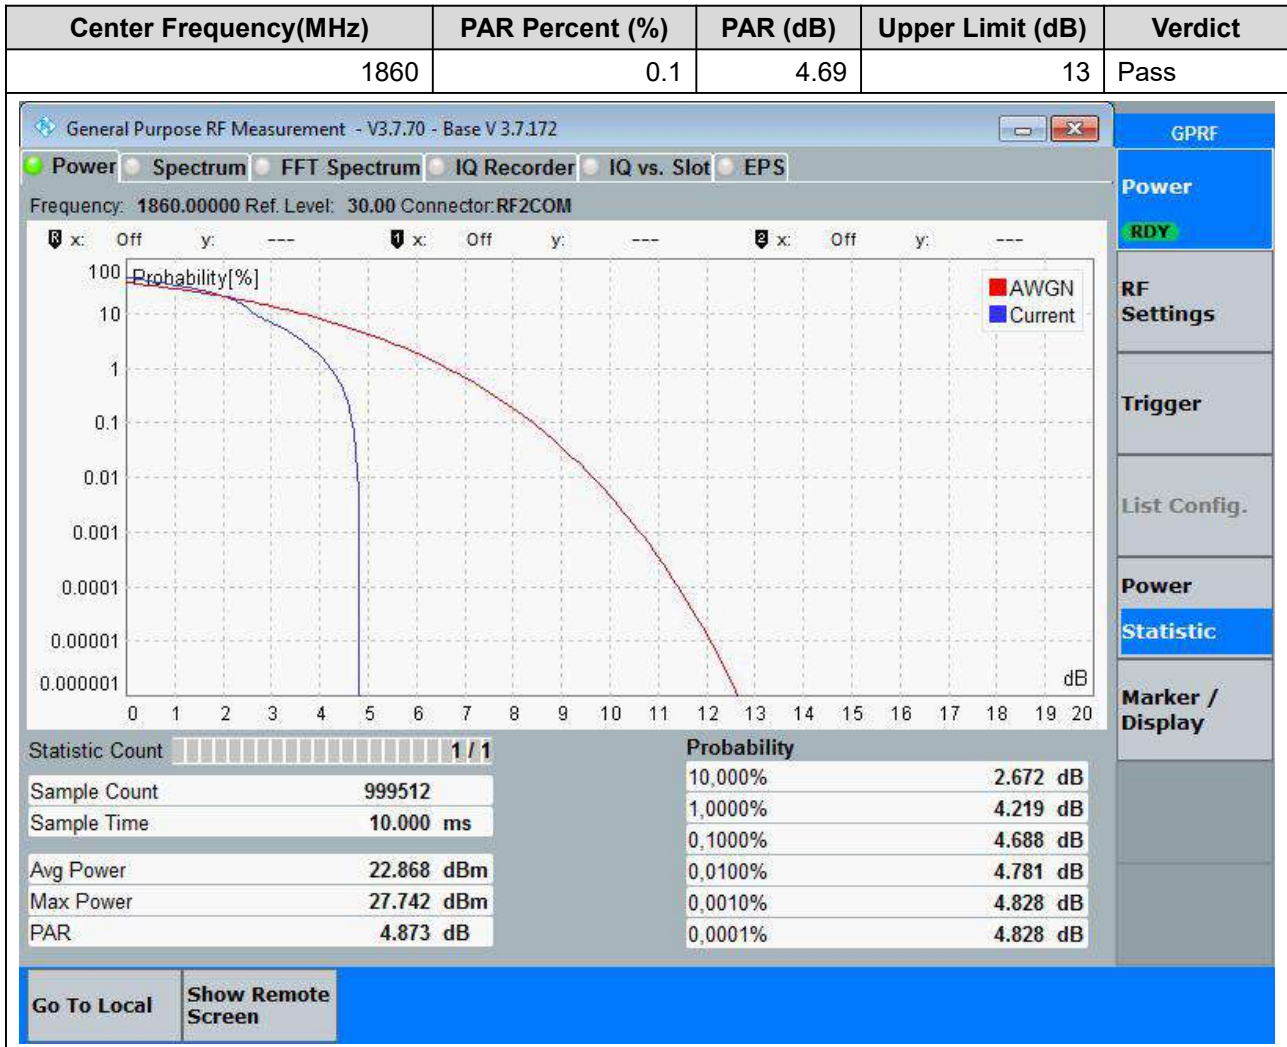 Center Frequency(MHz) PAR Percent (%) PAR (dB) Upper Limit (dB) Verdict
1860 0.1 4.69 13 Pass
General Purpose RF Measurement - V3.7.70 - Base V 3.7.172
GPRF
Power Spectrum FFT Spectrum IQ Recorder IQ vs. Slot EPS
Frequency: 1860.00000 Ref. Level: 30.00 Connector:RF2COM
R x: Off y: --- 1 x: Off y: --- 2 x: Off y: ---
Probability[%]
AWGN
Current
100
10
1
0.1
0.01
0.001
0.0001
0.00001
0.000001
dB
0 1 2 3 4 5 6 7 8 9 10 11 12 13 14 15 16 17 18 19 20
Statistic Count 1 / 1
Sample Count 999512
Sample Time 10.000 ms
Avg Power 22.868 dBm
Max Power 27.742 dBm
PAR 4.873 dB
Probability
10,000% 2.672 dB
1,0000% 4.219 dB
0,1000% 4.688 dB
0,0100% 4.781 dB
0,0010% 4.828 dB
0,0001% 4.828 dB
Power
RDY
RF
Settings
Trigger
List Config.
Power
Statistic
Marker /
Display
Go To Local
Show Remote
Screen